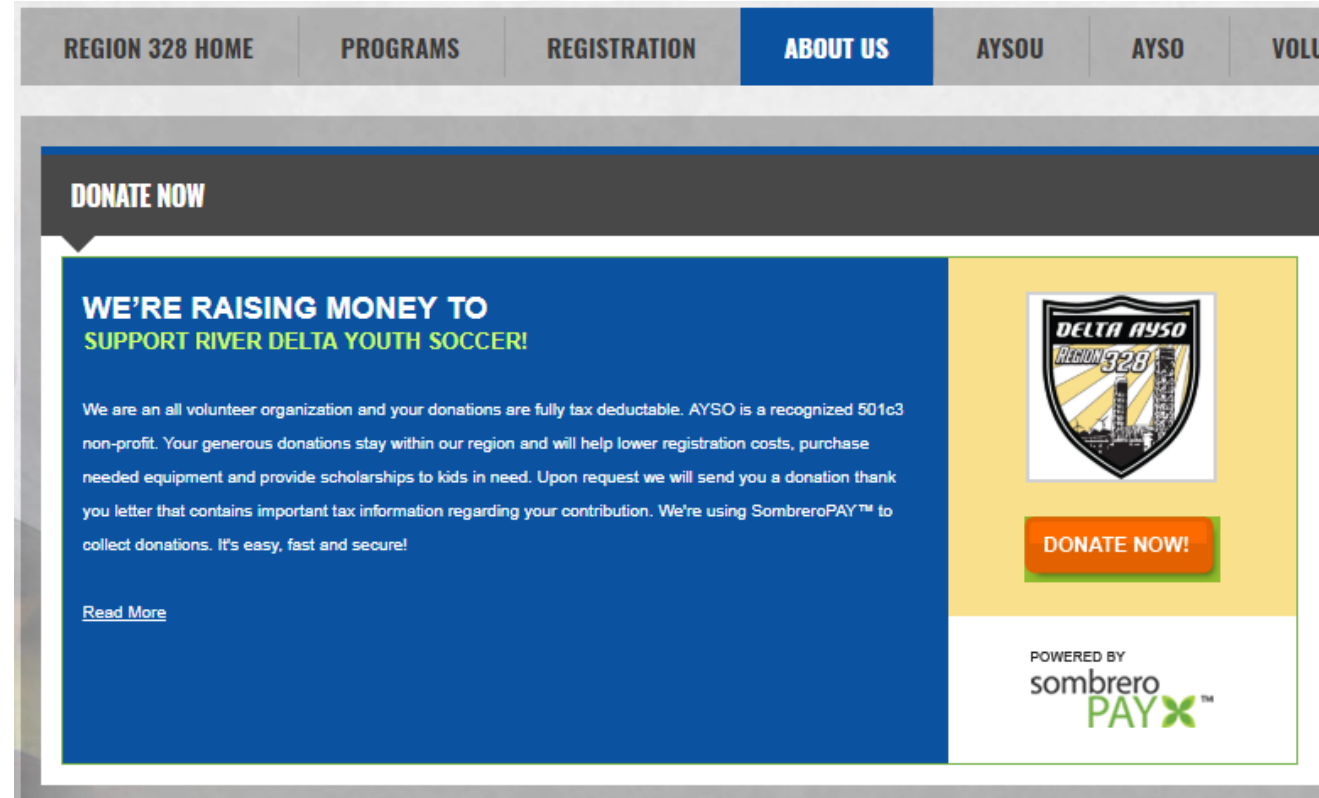 REGION 328 HOME PROGRAMS REGISTRATION ABOUT US AYSOU AYSO VOLU
DONATE NOW
WE'RE RAISING MONEY TO
SUPPORT RIVER DELTA YOUTH SOCCER!
We are an all volunteer organization and your donations are fully tax deductable. AYSO is a recognized 501c3
non-profit. Your generous donations stay within our region and will help lower registration costs, purchase
needed equipment and provide scholarships to kids in need. Upon request we will send you a donation thank
you letter that contains important tax information regarding your contribution. We're using SombreroPAY™ to
collect donations. It's easy, fast and secure!
Read More
DELTA AYSO
REGION 328
DONATE NOW!
POWERED BY
sombrero
PAY™